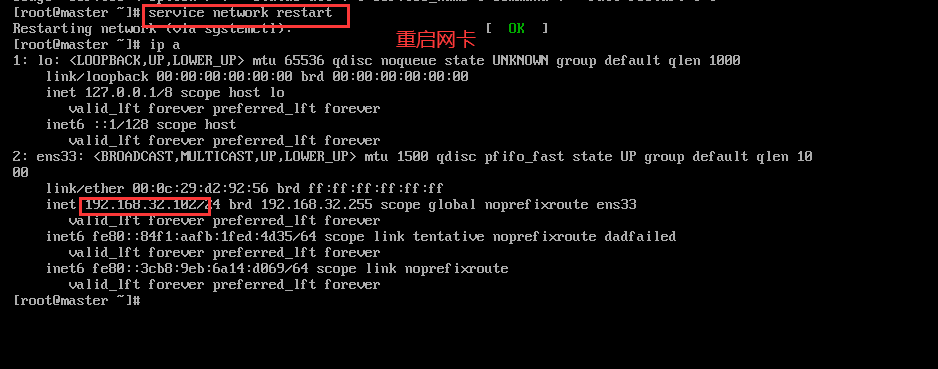 [root@master ~]# service network restart
Restarting network (via systemctl): [ OK ]
重启网卡
[root@master ~]# ip a
1: lo: <LOOPBACK,UP,LOWER_UP> mtu 65536 qdisc noqueue state UNKNOWN group default qlen 1000
link/loopback 00:00:00:00:00:00 brd 00:00:00:00:00:00
inet 127.0.0.1/8 scope host lo
valid_lft forever preferred_lft forever
inet6 ::1/128 scope host
valid_lft forever preferred_lft forever
2: ens33: <BROADCAST,MULTICAST,UP,LOWER_UP> mtu 1500 qdisc pfifo_fast state UP group default qlen 10
00
link/ether 00:0c:29:d2:92:56 brd ff:ff:ff:ff:ff:ff
inet 192.168.32.102/24 brd 192.168.32.255 scope global noprefixroute ens33
valid_lft forever preferred_lft forever
inet6 fe80::84f1:aafb:1fed:4d35/64 scope link tentative noprefixroute dadfailed
valid_lft forever preferred_lft forever
inet6 fe80::3cb8:9eb:6a14:d069/64 scope link noprefixroute
valid_lft forever preferred_lft forever
[root@master ~]#